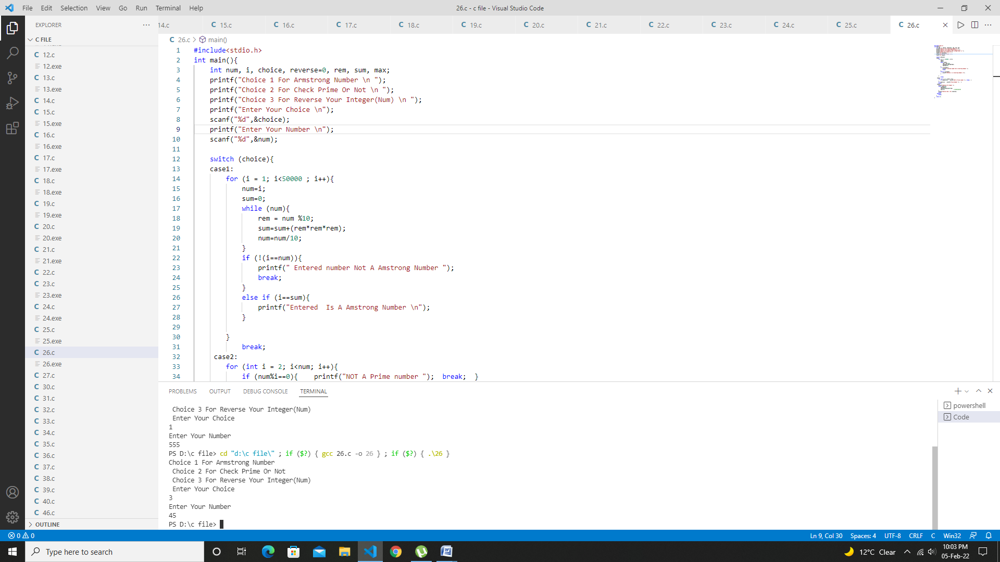 File Edit Selection View Go Run Terminal Help
26.c - c file - Visual Studio Code
EXPLORER
C FILE
12.c
12.exe
13.c
13.exe
14.c
15.c
15.exe
16.c
16.exe
17.c
17.exe
18.c
18.exe
19.c
19.exe
20.c
20.exe
21.c
21.exe
22.c
23.c
23.exe
24.c
24.exe
25.c
25.exe
26.c
26.exe
27.c
30.c
31.c
32.c
33.c
34.c
35.c
36.c
37.c
38.c
39.c
40.c
46.c
OUTLINE
14.c C 15.c C 16.c C 17.c C 18.c C 19.c C 20.c C 21.c C 22.c C 23.c C 24.c C 25.c C 26.c
C 26.c > main()
1 #include<stdio.h>
2 int main(){
3 int num, i, choice, reverse=0, rem, sum, max;
4 printf("Choice 1 For Armstrong Number \n ");
5 printf("Choice 2 For Check Prime Or Not \n ");
6 printf("Choice 3 For Reverse Your Integer(Num) \n ");
7 printf("Enter Your Choice \n");
8 scanf("%d",&choice);
9 printf("Enter Your Number \n");
10 scanf("%d",&num);
11
12 switch (choice){
13 case1:
14 for (i = 1; i<50000 ; i++){
15 num=i;
16 sum=0;
17 while (num){
18 rem = num %10;
19 sum=sum+(rem*rem*rem);
20 num=num/10;
21 }
22 if (!(i==num)){
23 printf(" Entered number Not A Amstrong Number ");
24 break;
25 }
26 else if (i==sum){
27 printf("Entered  Is A Amstrong Number \n");
28 }
29
30 }
31 break;
32 case2:
33 for (int i = 2; i<num; i++){
34 if (num%i==0){    printf("NOT A Prime number ");  break;  }
PROBLEMS OUTPUT DEBUG CONSOLE TERMINAL
Choice 3 For Reverse Your Integer(Num)
Enter Your Choice
1
Enter Your Number
555
PS D:\c file> cd "d:\c file\" ; if ($?) { gcc 26.c -o 26 } ; if ($?) { .\26 }
Choice 1 For Armstrong Number
Choice 2 For Check Prime Or Not
Choice 3 For Reverse Your Integer(Num)
Enter Your Choice
3
Enter Your Number
45
PS D:\c file>
powershell
Code
0 0
Ln 9, Col 30 Spaces: 4 UTF-8 CRLF C Win32
Type here to search
12°C Clear
10:03 PM
05-Feb-22